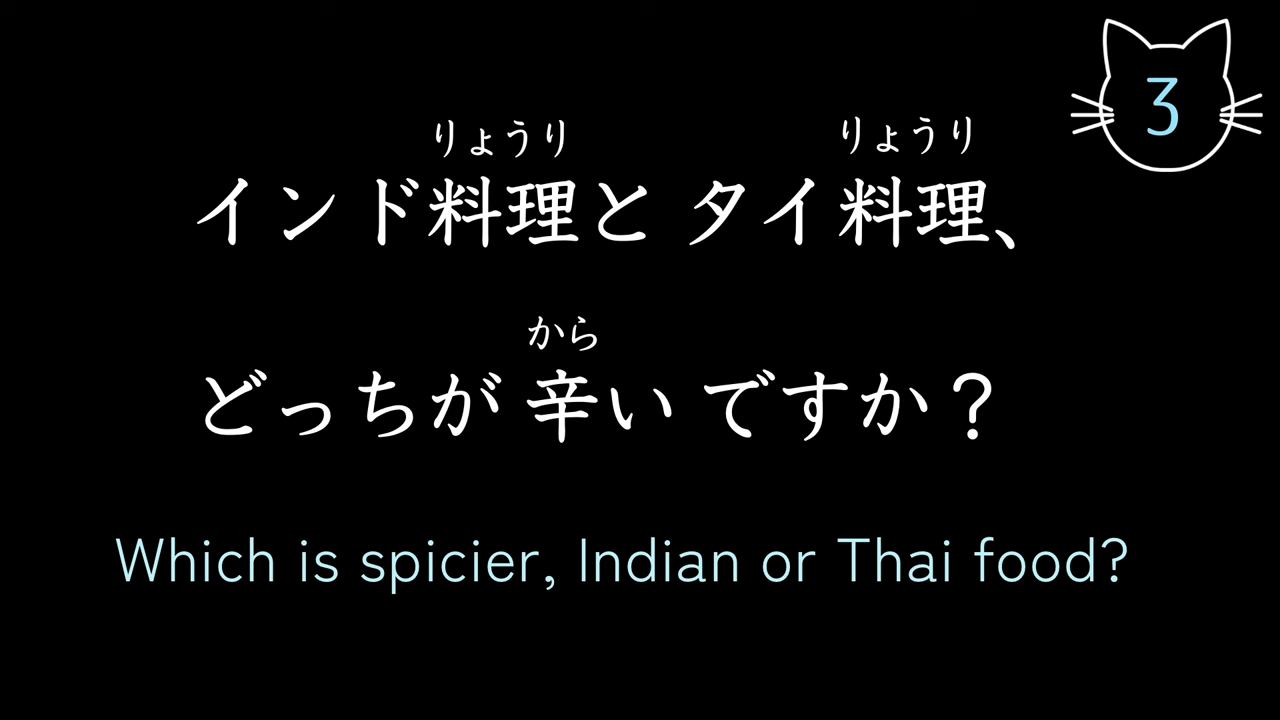 3
りょうり りょうり
インド料理と タイ料理、
から
どっちが 辛い ですか？
Which is spicier, Indian or Thai food?